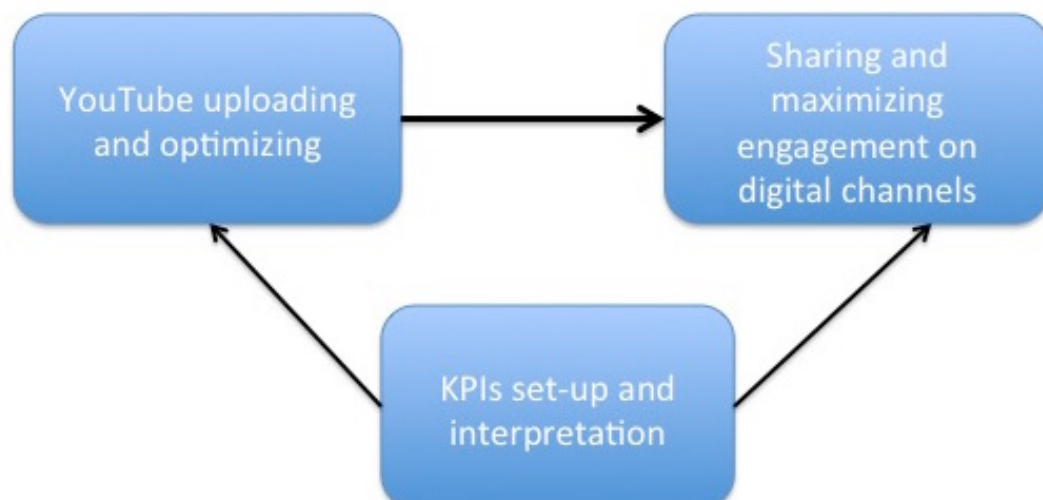 YouTube uploading
and optimizing
Sharing and
maximizing
engagement on
digital channels
KPIs set-up and
interpretation